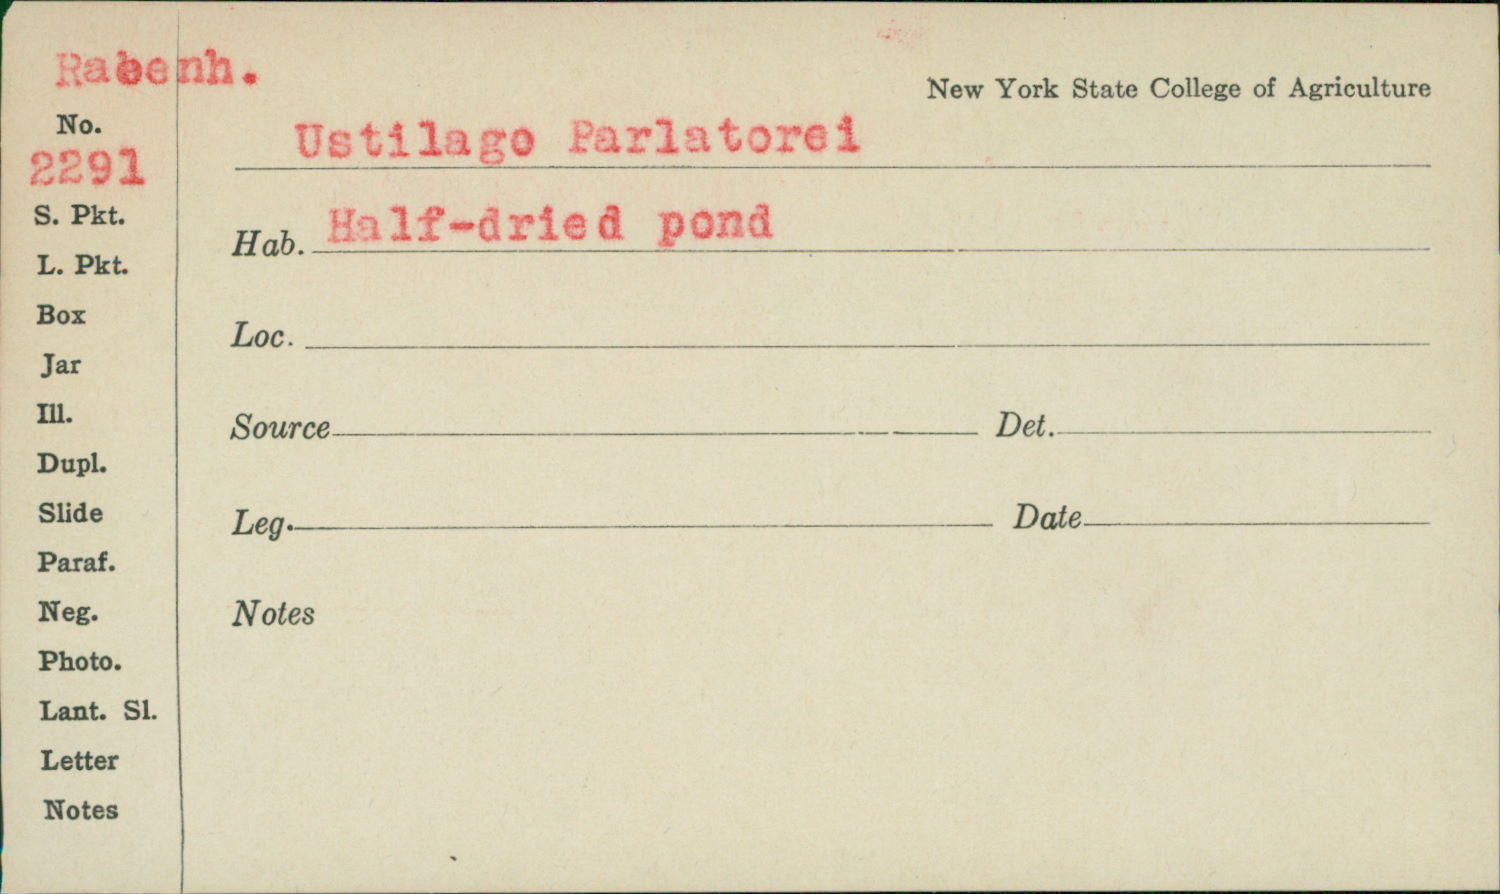 Rabenh.
New York State College of Agriculture
No.
2291
Ustilago Parlatorei
S. Pkt.
Hab. Half-dried pond
L. Pkt.
Box
Loc.
Jar
Ill.
Source Det.
Dupl.
Slide
Leg. Date
Paraf.
Neg.
Notes
Photo.
Lant. Sl.
Letter
Notes